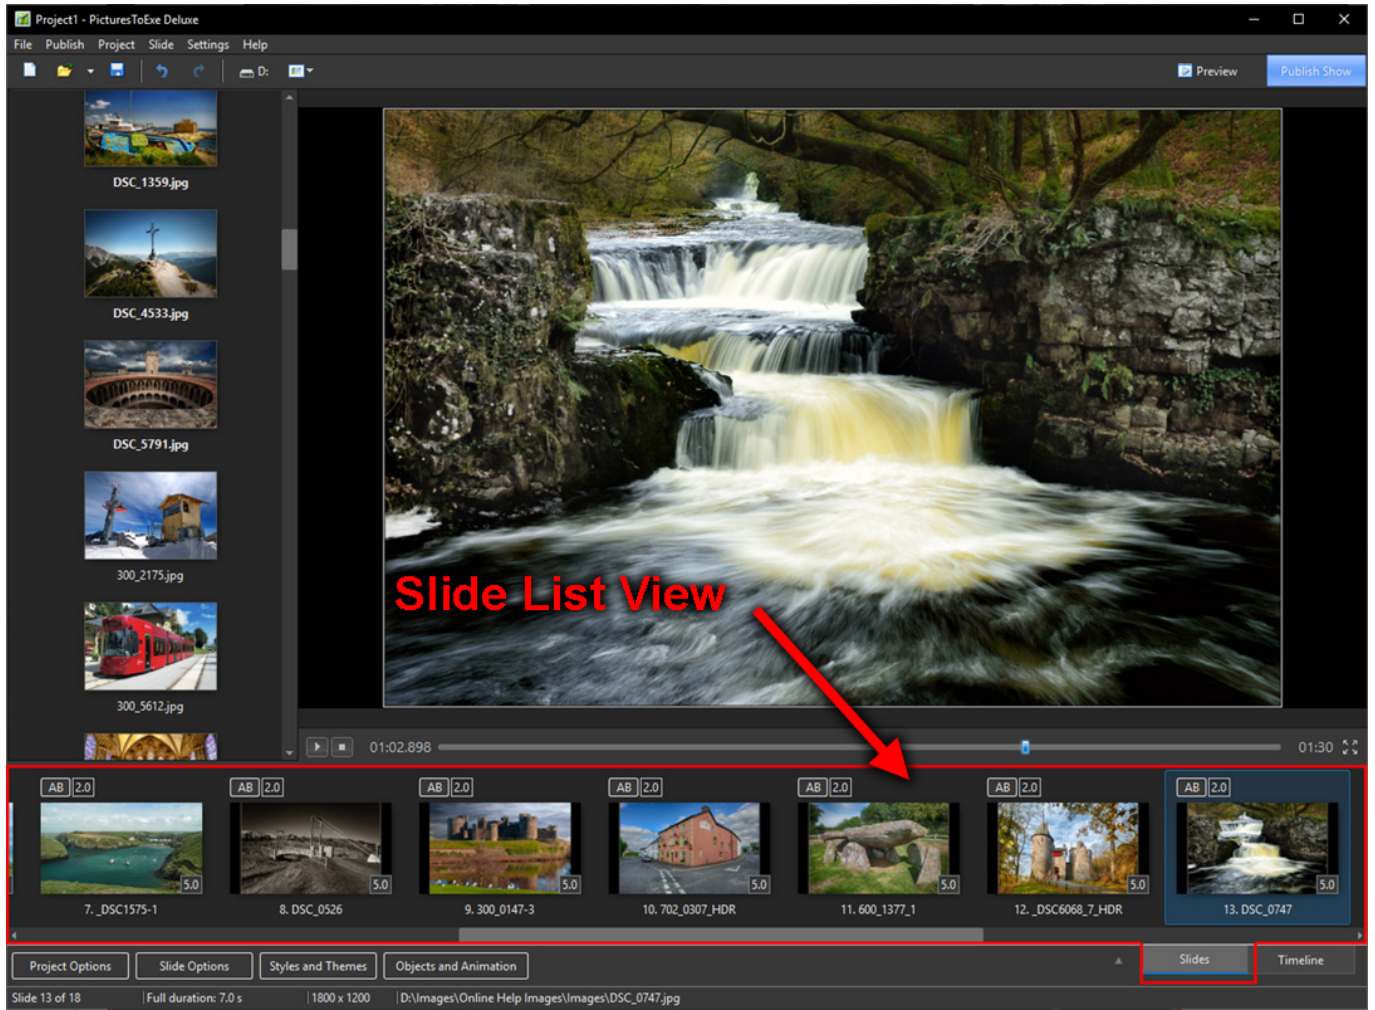 Project1 - PicturesToExe Deluxe
File Publish Project Slide Settings Help
D: Preview Publish Show
DSC_1359.jpg
DSC_4533.jpg
DSC_5791.jpg
300_2175.jpg
300_5612.jpg
Slide List View
01:02.898 01:30
AB 2.0 AB 2.0 AB 2.0 AB 2.0 AB 2.0 AB 2.0 AB 2.0
5.0 5.0 5.0 5.0 5.0 5.0 5.0
7. _DSC1575-1 8. DSC_0526 9. 300_0147-3 10. 702_0307_HDR 11. 600_1377_1 12. _DSC6068_7_HDR 13. DSC_0747
Project Options Slide Options Styles and Themes Objects and Animation Slides Timeline
Slide 13 of 18 Full duration: 7.0 s 1800 x 1200 D:\Images\Online Help Images\Images\DSC_0747.jpg